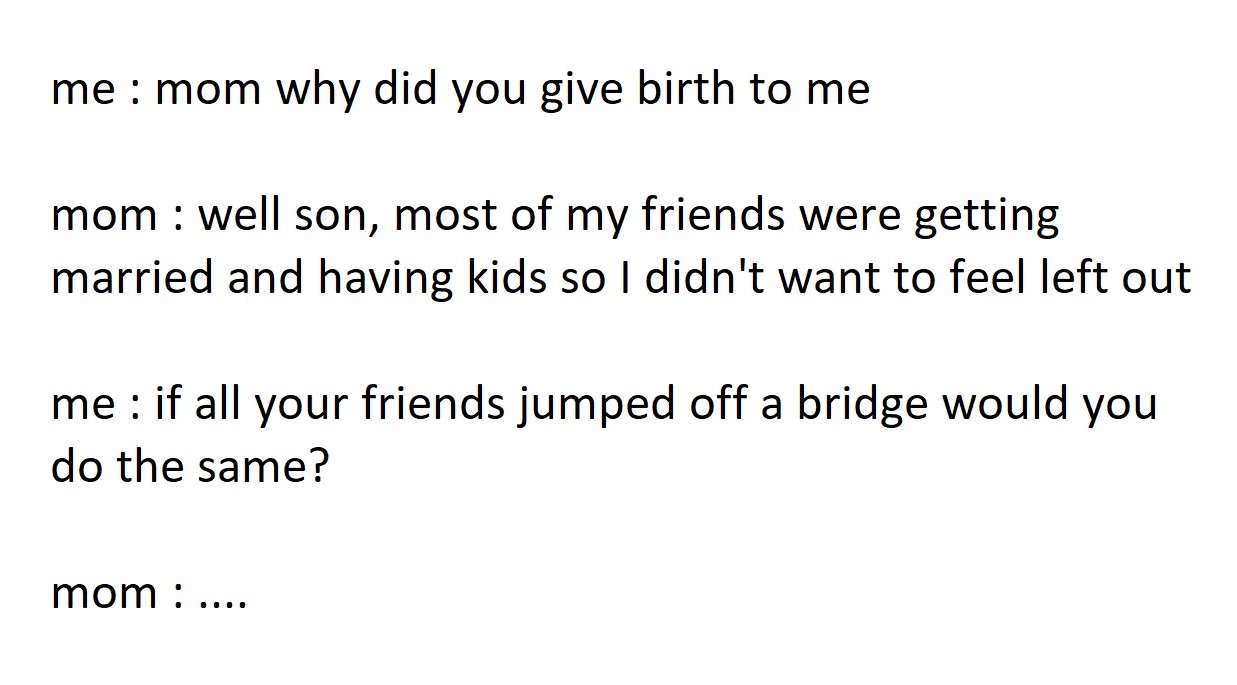 me : mom why did you give birth to me
mom : well son, most of my friends were getting
married and having kids so I didn't want to feel left out
me : if all your friends jumped off a bridge would you
do the same?
mom : ....